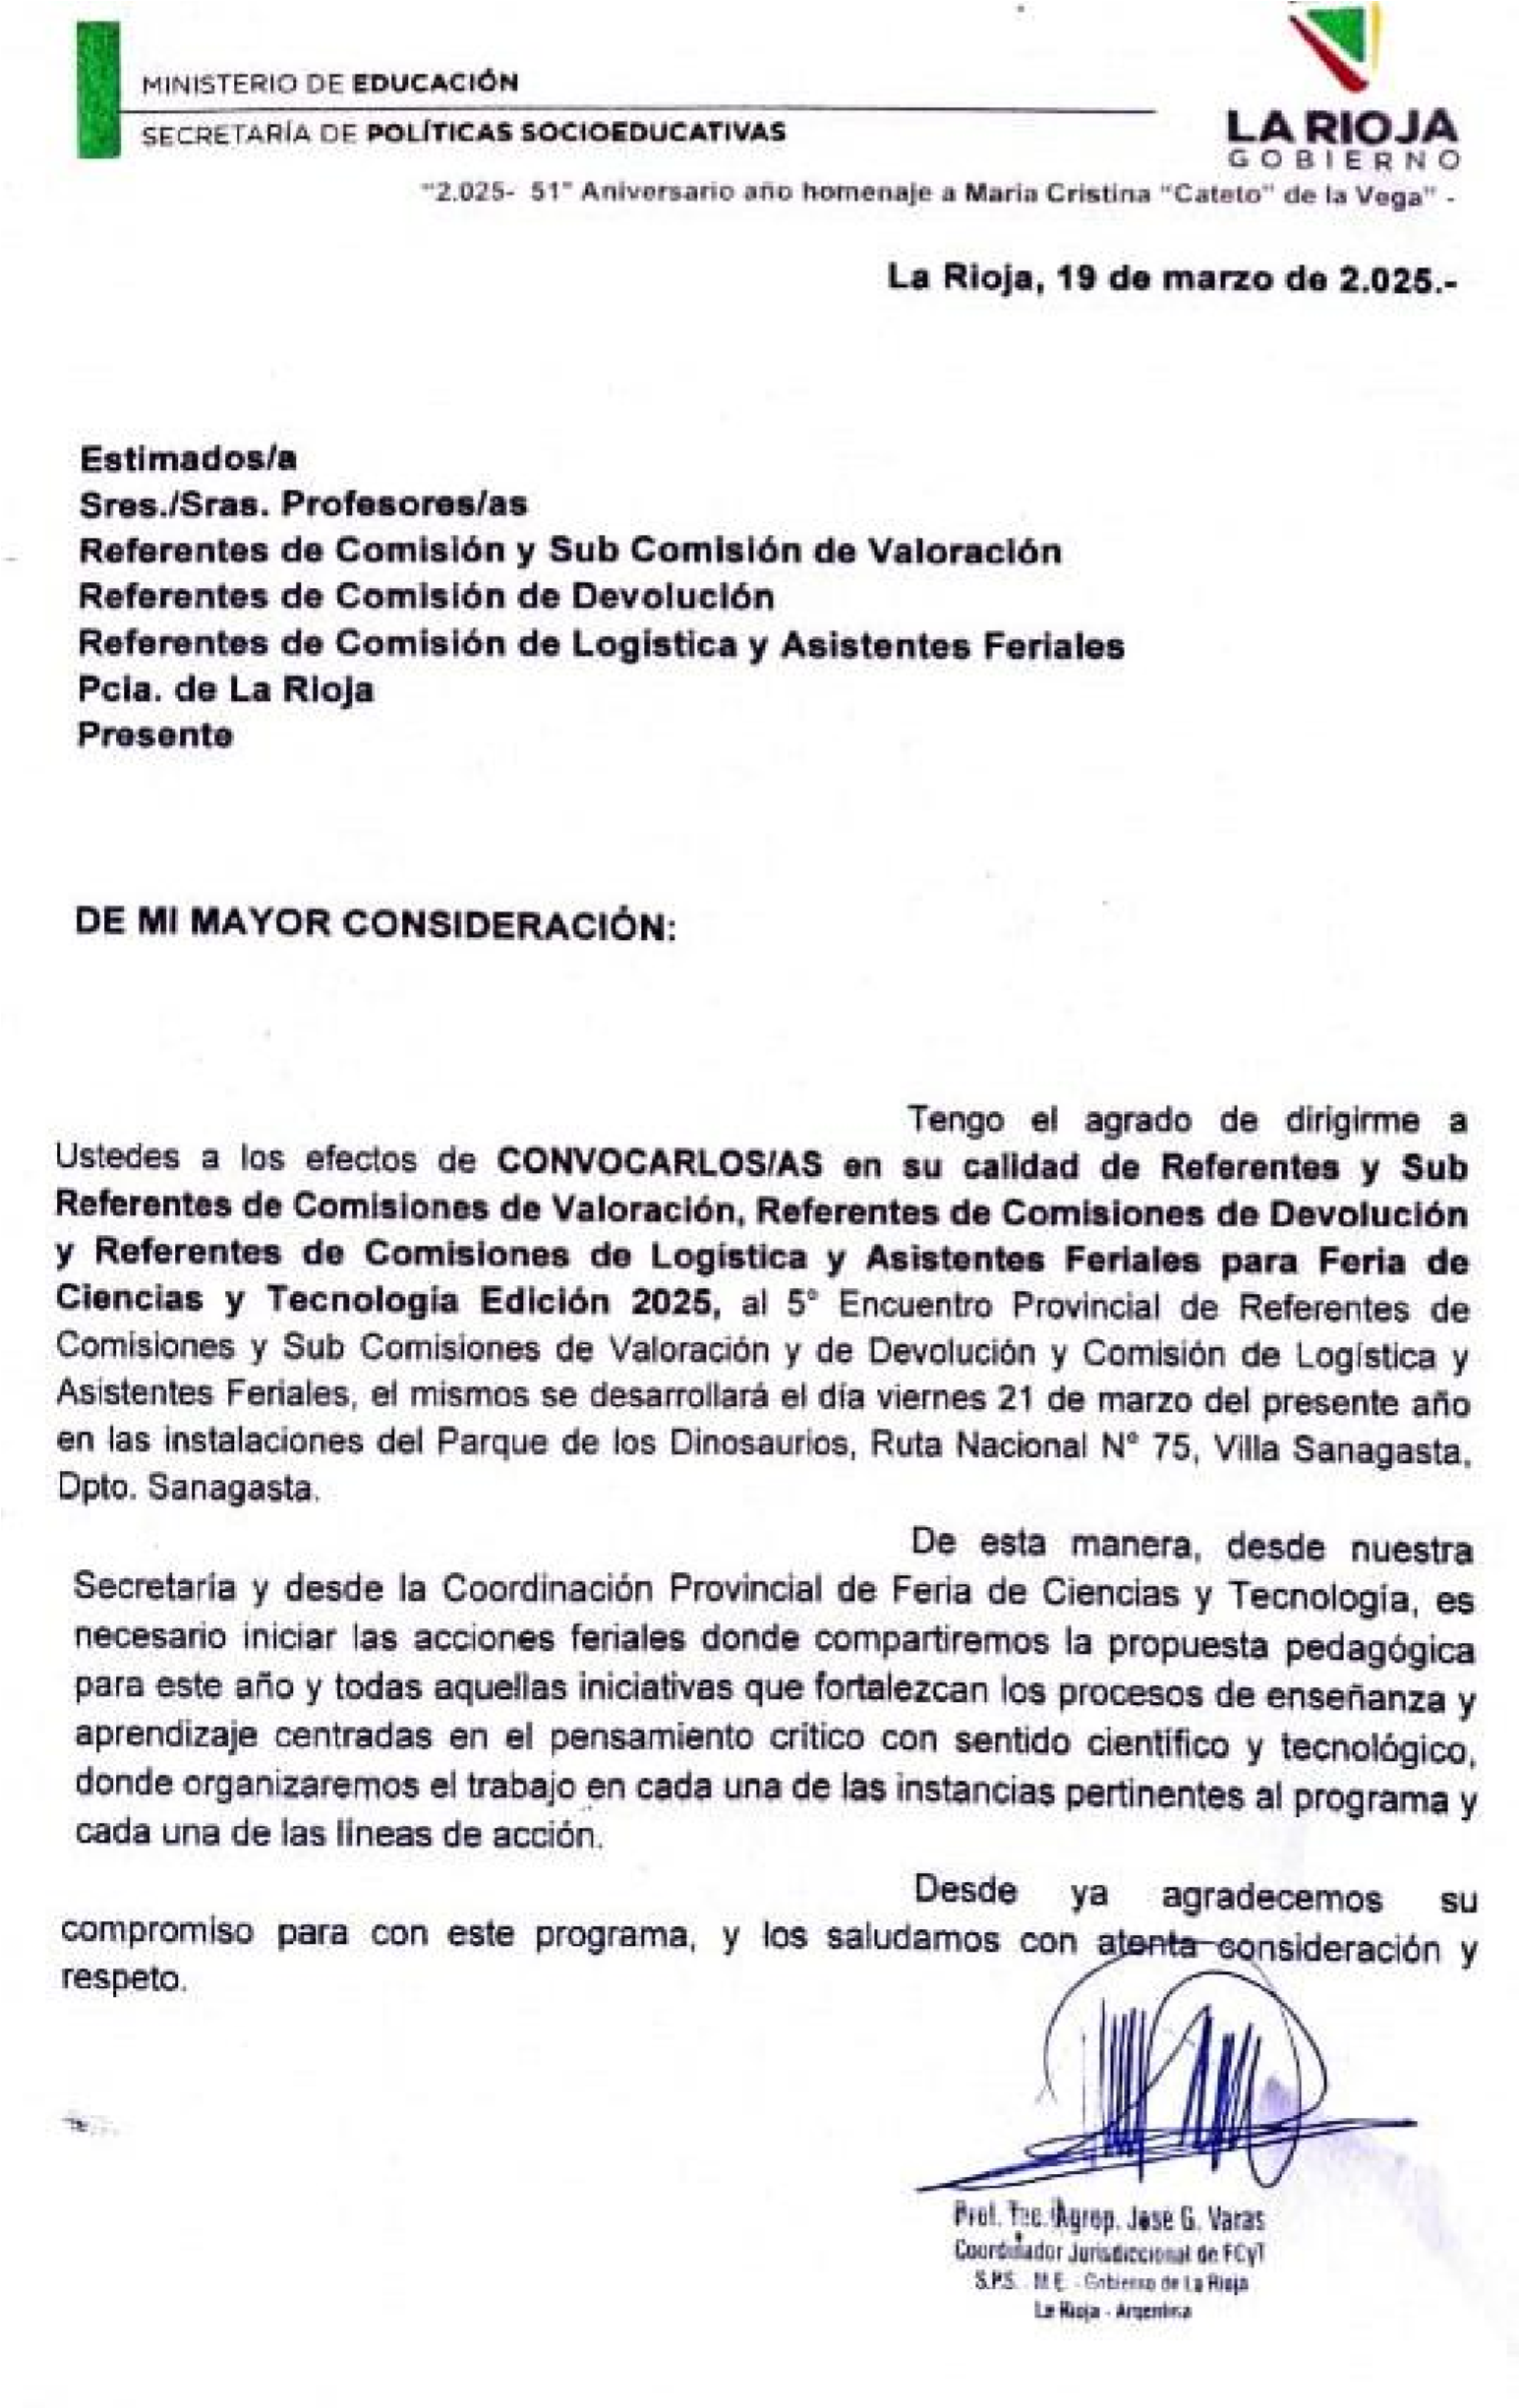 MINISTERIO DE EDUCACIÓN
SECRETARÍA DE POLÍTICAS SOCIOEDUCATIVAS
LA RIOJA
GOBIERNO
"2.025- 51° Aniversario año homenaje a Maria Cristina "Cateto" de la Vega" -
La Rioja, 19 de marzo de 2.025.-
Estimados/a
Sres./Sras. Profesores/as
Referentes de Comisión y Sub Comisión de Valoración
Referentes de Comisión de Devolución
Referentes de Comisión de Logística y Asistentes Feriales
Pcia. de La Rioja
Presente
DE MI MAYOR CONSIDERACIÓN:
Tengo el agrado de dirigirme a
Ustedes a los efectos de CONVOCARLOS/AS en su calidad de Referentes y Sub
Referentes de Comisiones de Valoración, Referentes de Comisiones de Devolución
y Referentes de Comisiones de Logística y Asistentes Feriales para Feria de
Ciencias y Tecnología Edición 2025, al 5° Encuentro Provincial de Referentes de
Comisiones y Sub Comisiones de Valoración y de Devolución y Comisión de Logística y
Asistentes Feriales, el mismos se desarrollará el día viernes 21 de marzo del presente año
en las instalaciones del Parque de los Dinosaurios, Ruta Nacional N° 75, Villa Sanagasta,
Dpto. Sanagasta.
De esta manera, desde nuestra
Secretaría y desde la Coordinación Provincial de Feria de Ciencias y Tecnología, es
necesario iniciar las acciones feriales donde compartiremos la propuesta pedagógica
para este año y todas aquellas iniciativas que fortalezcan los procesos de enseñanza y
aprendizaje centradas en el pensamiento crítico con sentido científico y tecnológico,
donde organizaremos el trabajo en cada una de las instancias pertinentes al programa y
cada una de las líneas de acción.
Desde ya agradecemos su
compromiso para con este programa, y los saludamos con atenta consideración y
respeto.
Prof. Tec. Agrop. Jose G. Varas
Coordinador Jurisdiccional de FCyT
S.P.S. - M.E. - Gobierno de La Rioja
La Rioja - Argentina